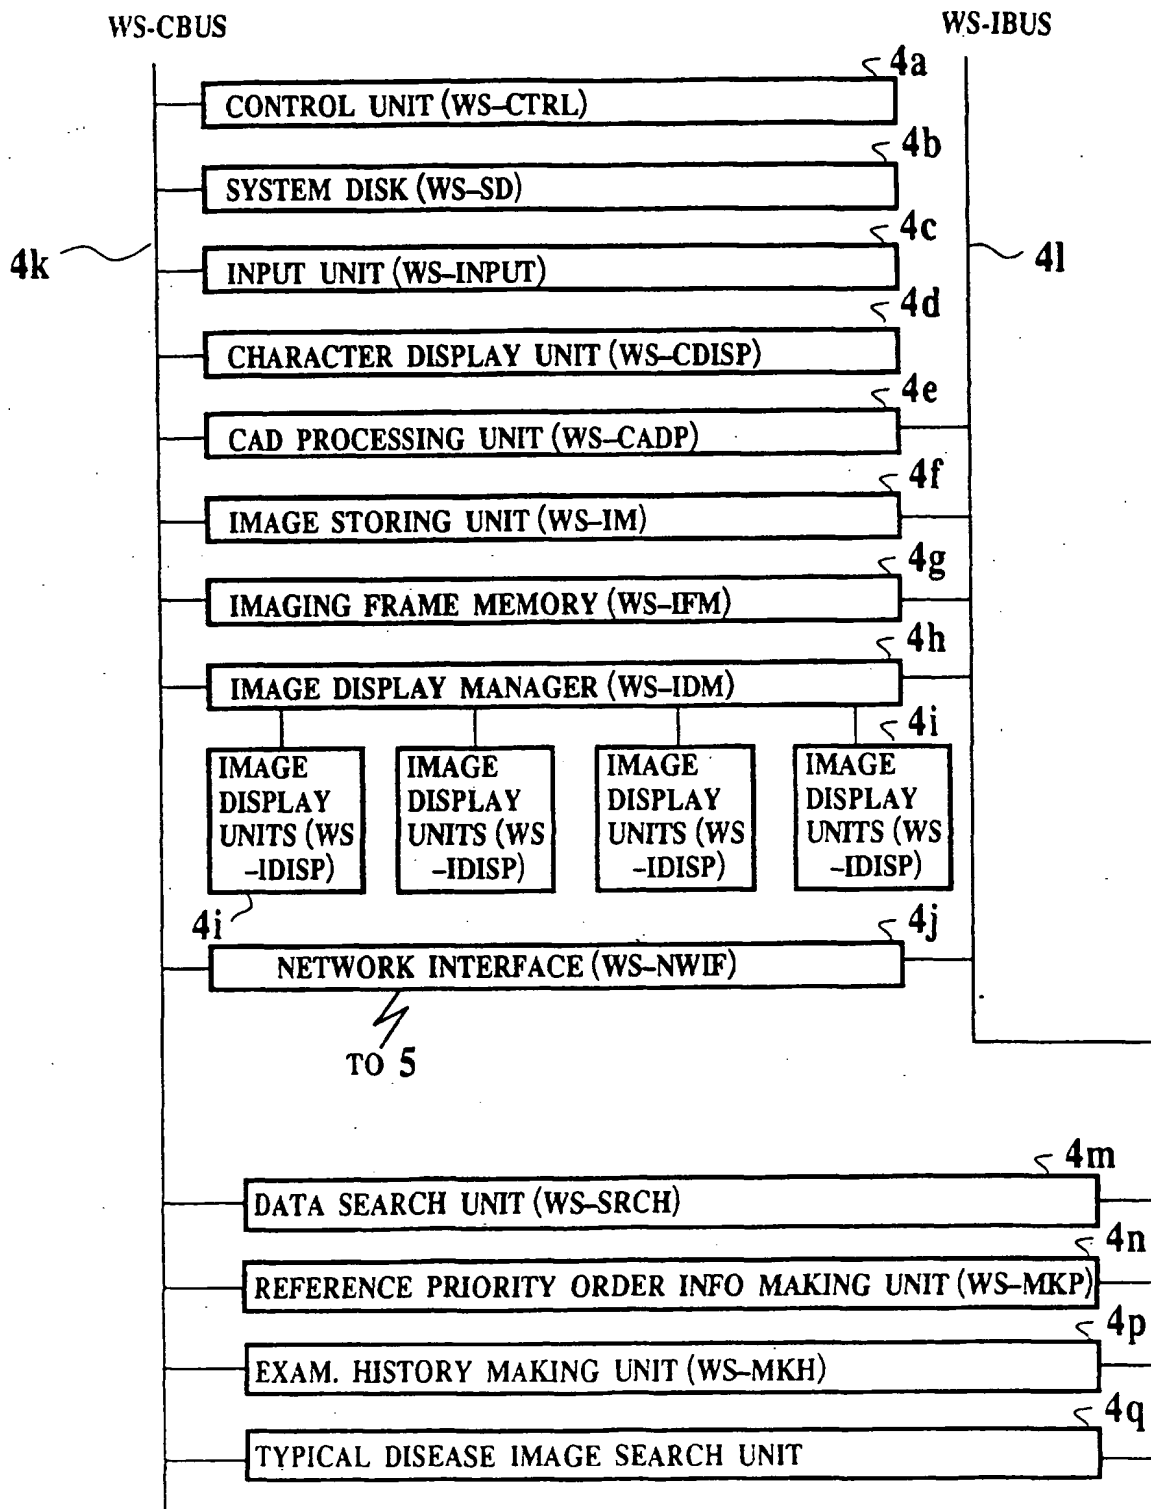 WS-CBUS
WS-IBUS
4a
CONTROL UNIT (WS-CTRL)
4b
SYSTEM DISK (WS-SD)
4k
4c
4l
INPUT UNIT (WS-INPUT)
4d
CHARACTER DISPLAY UNIT (WS-CDISP)
4e
CAD PROCESSING UNIT (WS-CADP)
4f
IMAGE STORING UNIT (WS-IM)
4g
IMAGING FRAME MEMORY (WS-IFM)
4h
IMAGE DISPLAY MANAGER (WS-IDM)
4i
IMAGE
DISPLAY
UNITS (WS
-IDISP)
IMAGE
DISPLAY
UNITS (WS
-IDISP)
IMAGE
DISPLAY
UNITS (WS
-IDISP)
IMAGE
DISPLAY
UNITS (WS
-IDISP)
4i
4j
NETWORK INTERFACE (WS-NWIF)
TO 5
4m
DATA SEARCH UNIT (WS-SRCH)
4n
REFERENCE PRIORITY ORDER INFO MAKING UNIT (WS-MKP)
4p
EXAM. HISTORY MAKING UNIT (WS-MKH)
4q
TYPICAL DISEASE IMAGE SEARCH UNIT